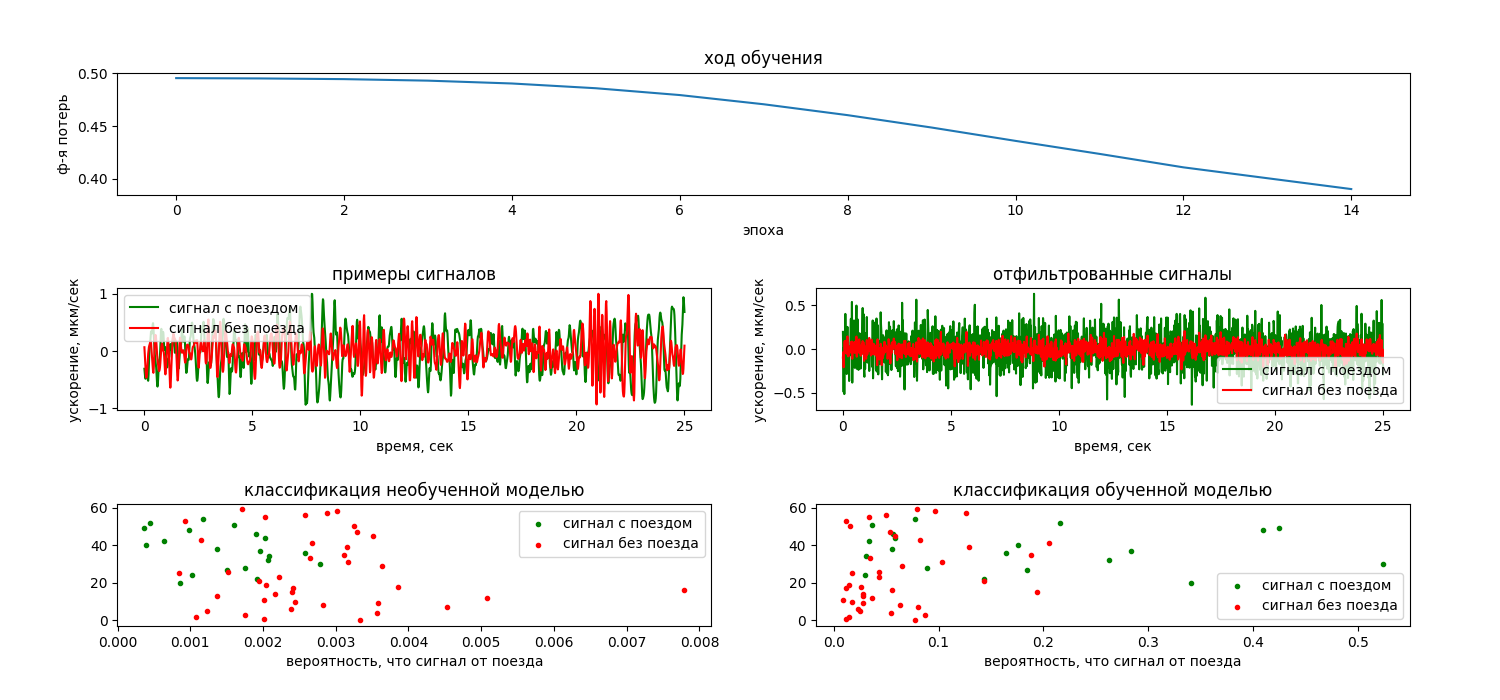 ход обучения
ф-я потерь
0.50
0.45
0.40
0 2 4 6 8 10 12 14
эпоха
примеры сигналов
ускорение, мкм/сек
1
0
−1
сигнал с поездом
сигнал без поезда
0 5 10 15 20 25
время, сек
отфильтрованные сигналы
ускорение, мкм/сек
0.5
0.0
−0.5
сигнал с поездом
сигнал без поезда
0 5 10 15 20 25
время, сек
классификация необученной моделью
60
40
20
0
сигнал с поездом
сигнал без поезда
0.000 0.001 0.002 0.003 0.004 0.005 0.006 0.007 0.008
вероятность, что сигнал от поезда
классификация обученной моделью
60
40
20
0
сигнал с поездом
сигнал без поезда
0.0 0.1 0.2 0.3 0.4 0.5
вероятность, что сигнал от поезда